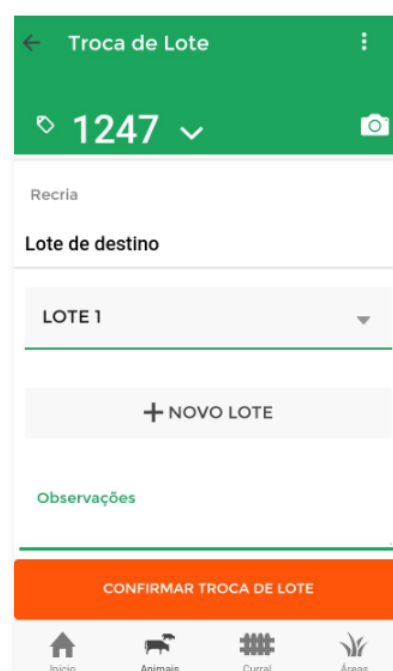 Troca de Lote
1247
Recria
Lote de destino
LOTE 1
+ NOVO LOTE
Observações
CONFIRMAR TROCA DE LOTE
Início Animais Curral Áreas